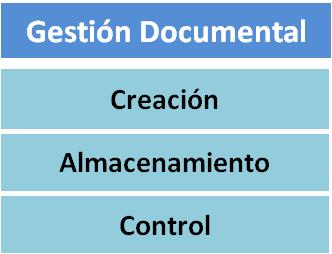 Gestión Documental
Creación
Almacenamiento
Control